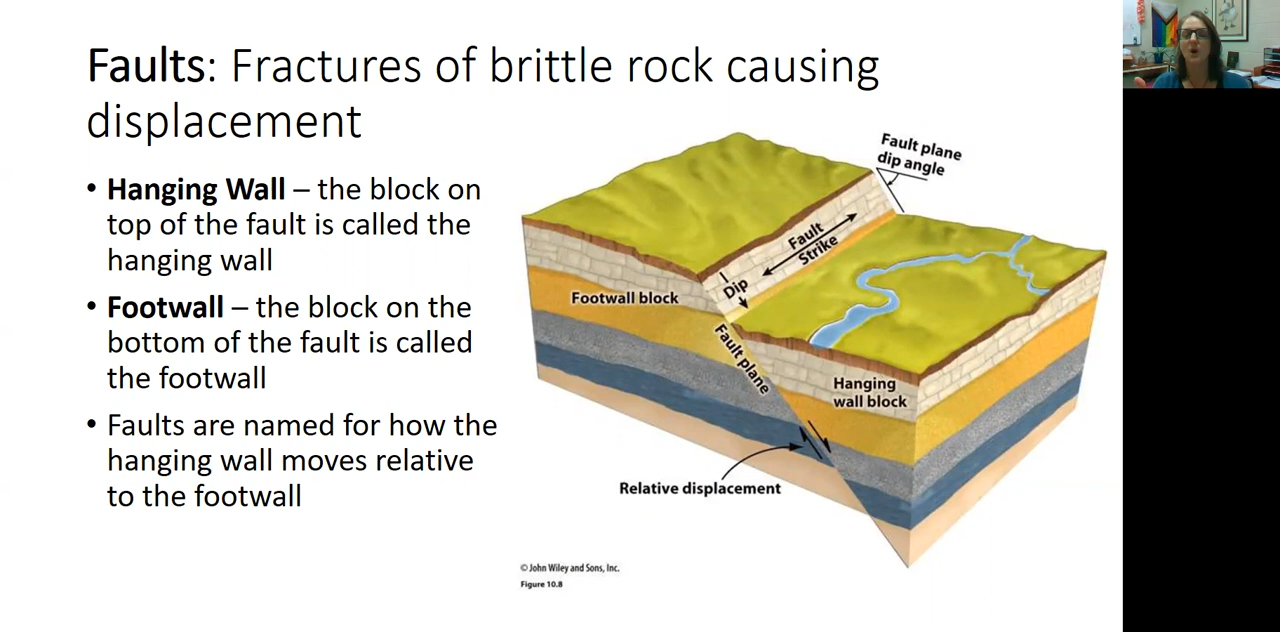 Faults: Fractures of brittle rock causing
displacement
• Hanging Wall – the block on
top of the fault is called the
hanging wall
• Footwall – the block on the
bottom of the fault is called
the footwall
• Faults are named for how the
hanging wall moves relative
to the footwall
Fault plane
dip angle
Fault
Strike
Dip
Footwall block
Fault plane
Hanging
wall block
Relative displacement
© John Wiley and Sons, Inc.
Figure 10.8